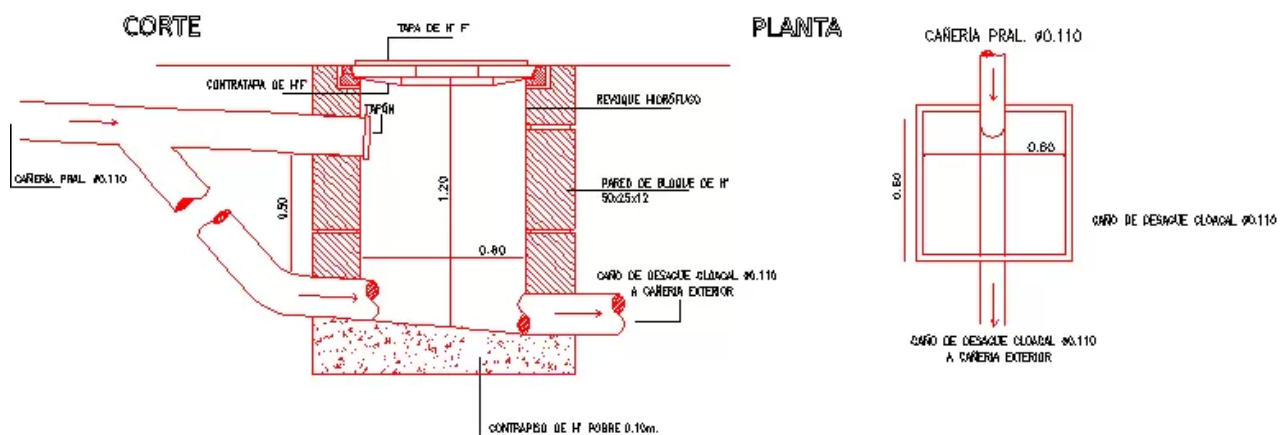 CORTE
TAPA DE Hº Fº
CONTRATAPA DE HºFº
TAPÓN
CAÑERÍA PRAL. ø0.110
0.50
1.20
0.60
REVOQUE HIDRÓFUGO
PARED DE BLOQUE DE Hº
50x25x12
CAÑO DE DESAGUE CLOACAL ø0.110
A CAÑERIA EXTERIOR
CONTRAPISO DE Hº POBRE 0.10m.
PLANTA
CAÑERÍA PRAL. ø0.110
0.60
0.60
CAÑO DE DESAGUE CLOACAL ø0.110
CAÑO DE DESAGUE CLOACAL ø0.110
A CAÑERIA EXTERIOR